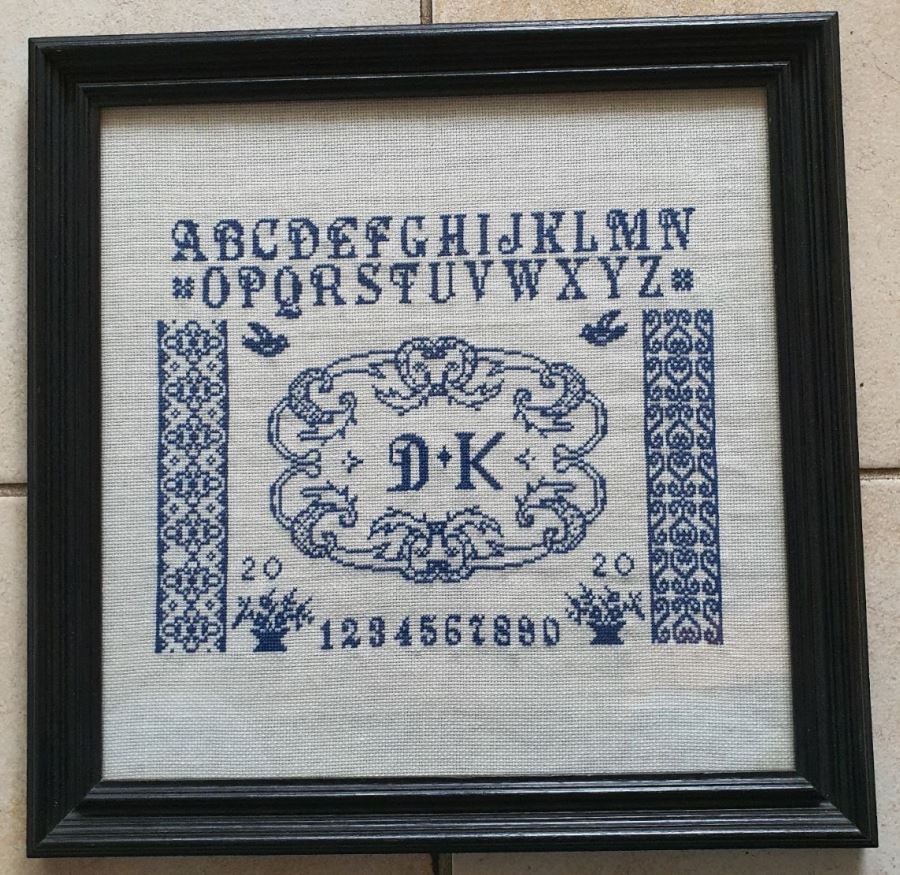 ABCDEFGHIJKLMN
OPQRSTUVWXYZ
D K
20 20
1234567890